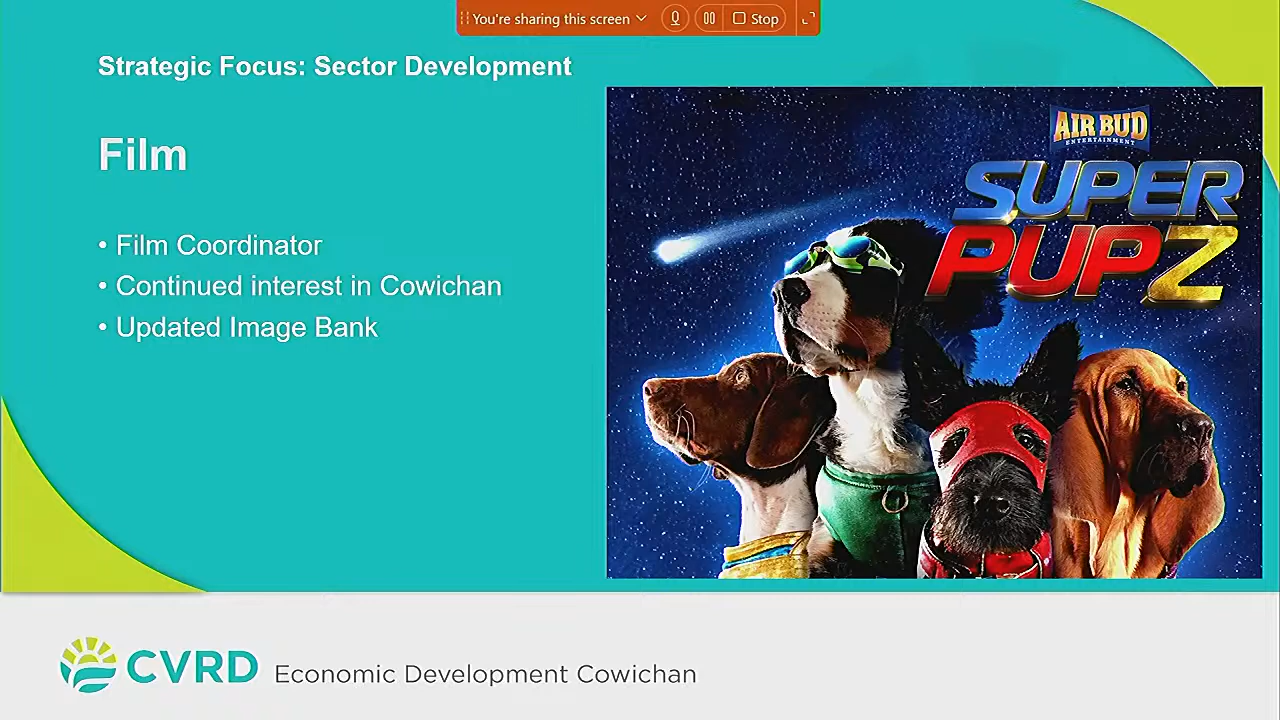 You're sharing this screen
Stop
Strategic Focus: Sector Development
Film
• Film Coordinator
• Continued interest in Cowichan
• Updated Image Bank
AIR BUD
ENTERTAINMENT
SUPER
PUPZ
CVRD Economic Development Cowichan